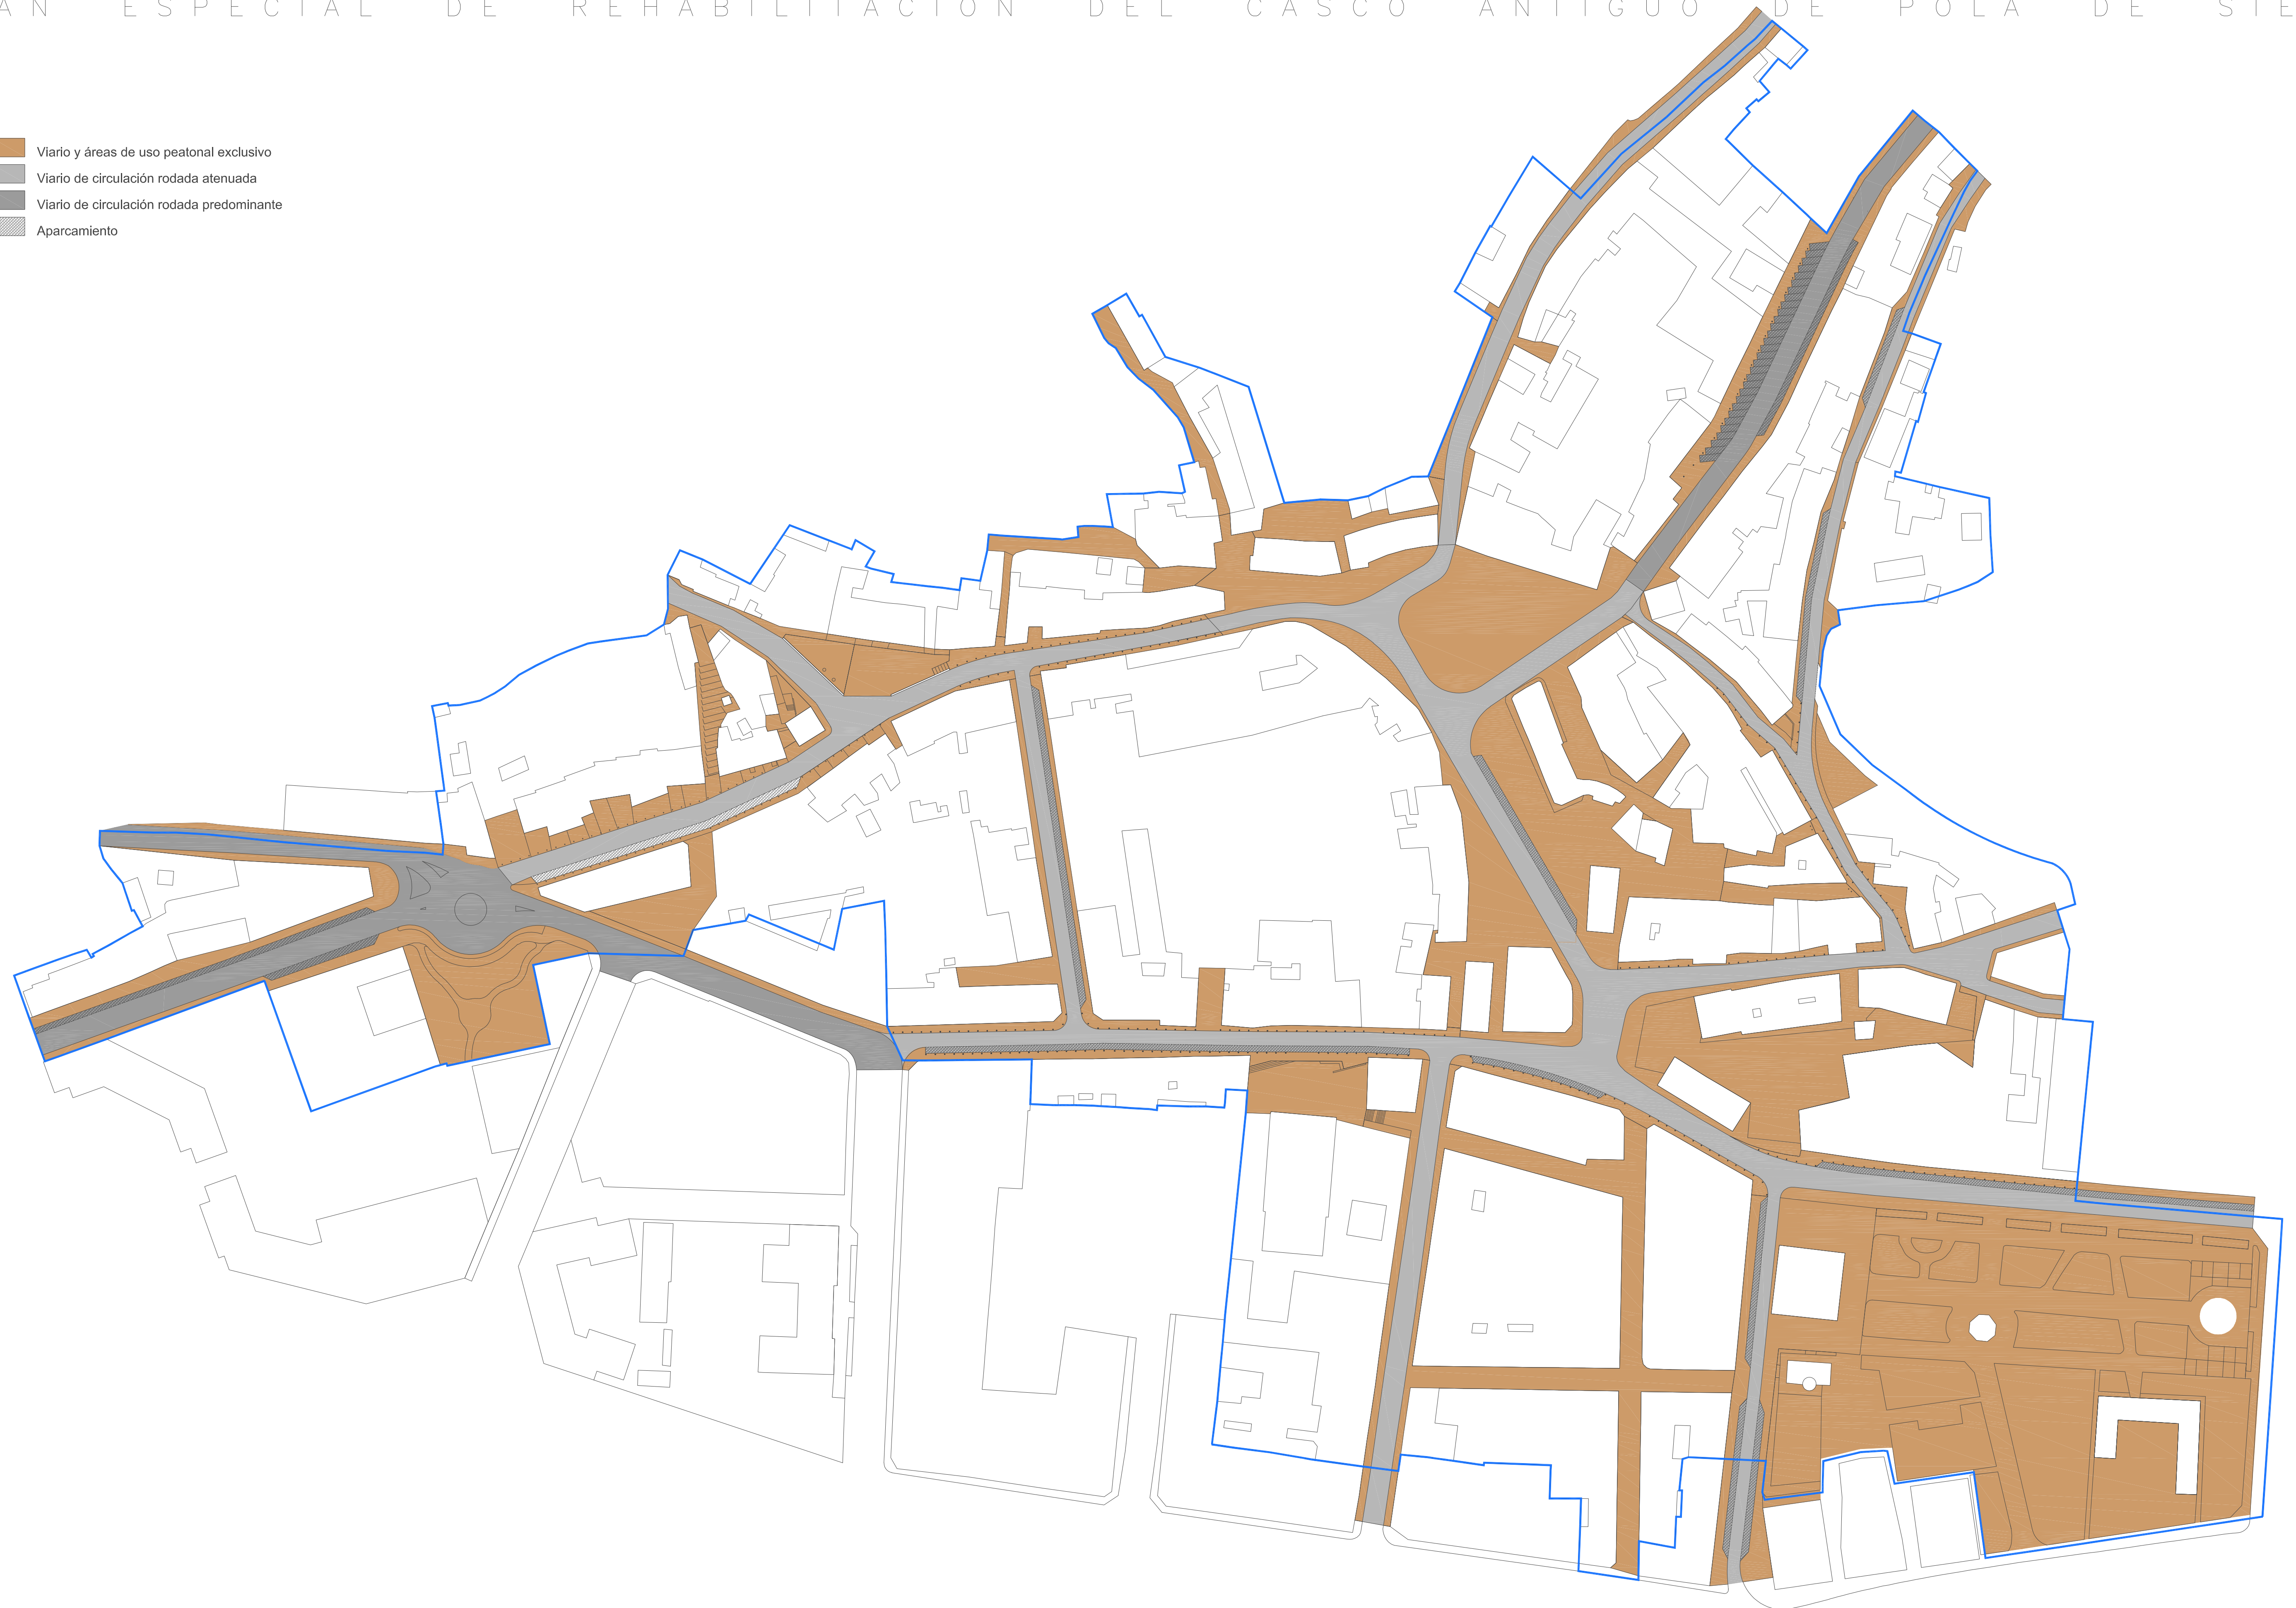 AN ESPECIAL DE REHABILITACION DEL CASCO ANTIGUO DE POLA DE SIE
Viario y áreas de uso peatonal exclusivo
Viario de circulación rodada atenuada
Viario de circulación rodada predominante
Aparcamiento